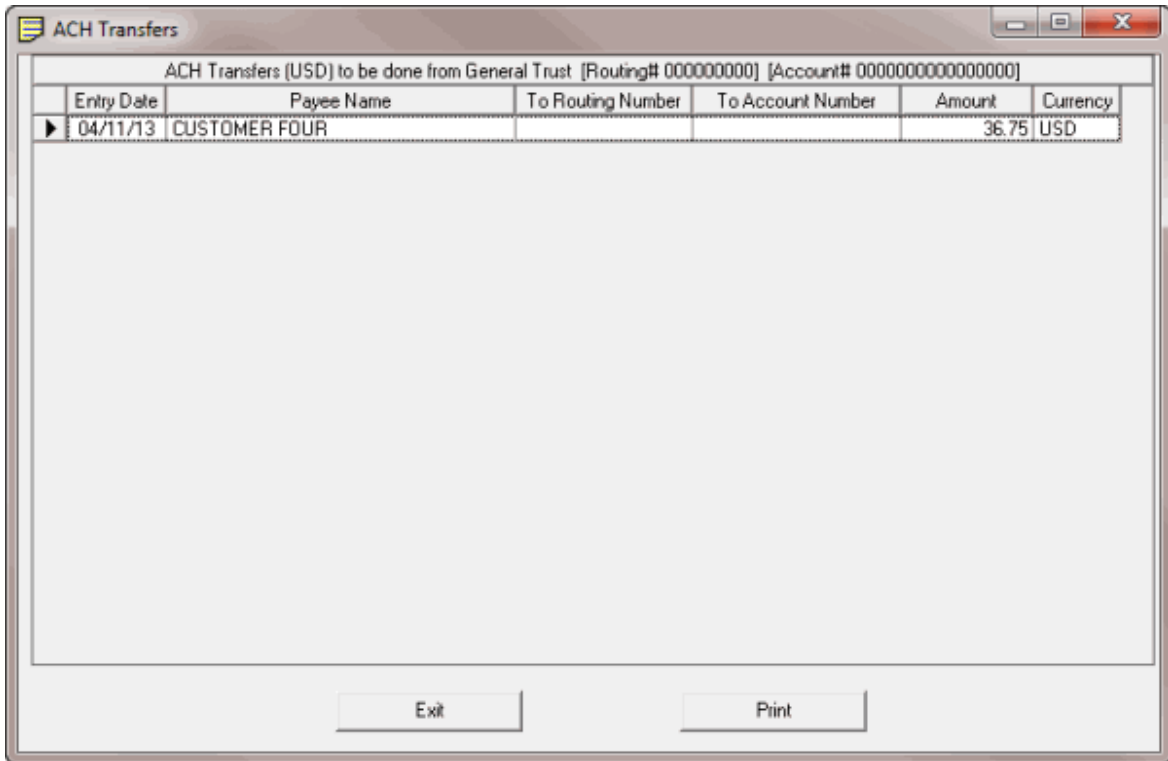 ACH Transfers
ACH Transfers (USD) to be done from General Trust [Routing# 000000000] [Account# 0000000000000000]
Entry Date Payee Name To Routing Number To Account Number Amount Currency
04/11/13 CUSTOMER FOUR 36.75 USD
Exit Print